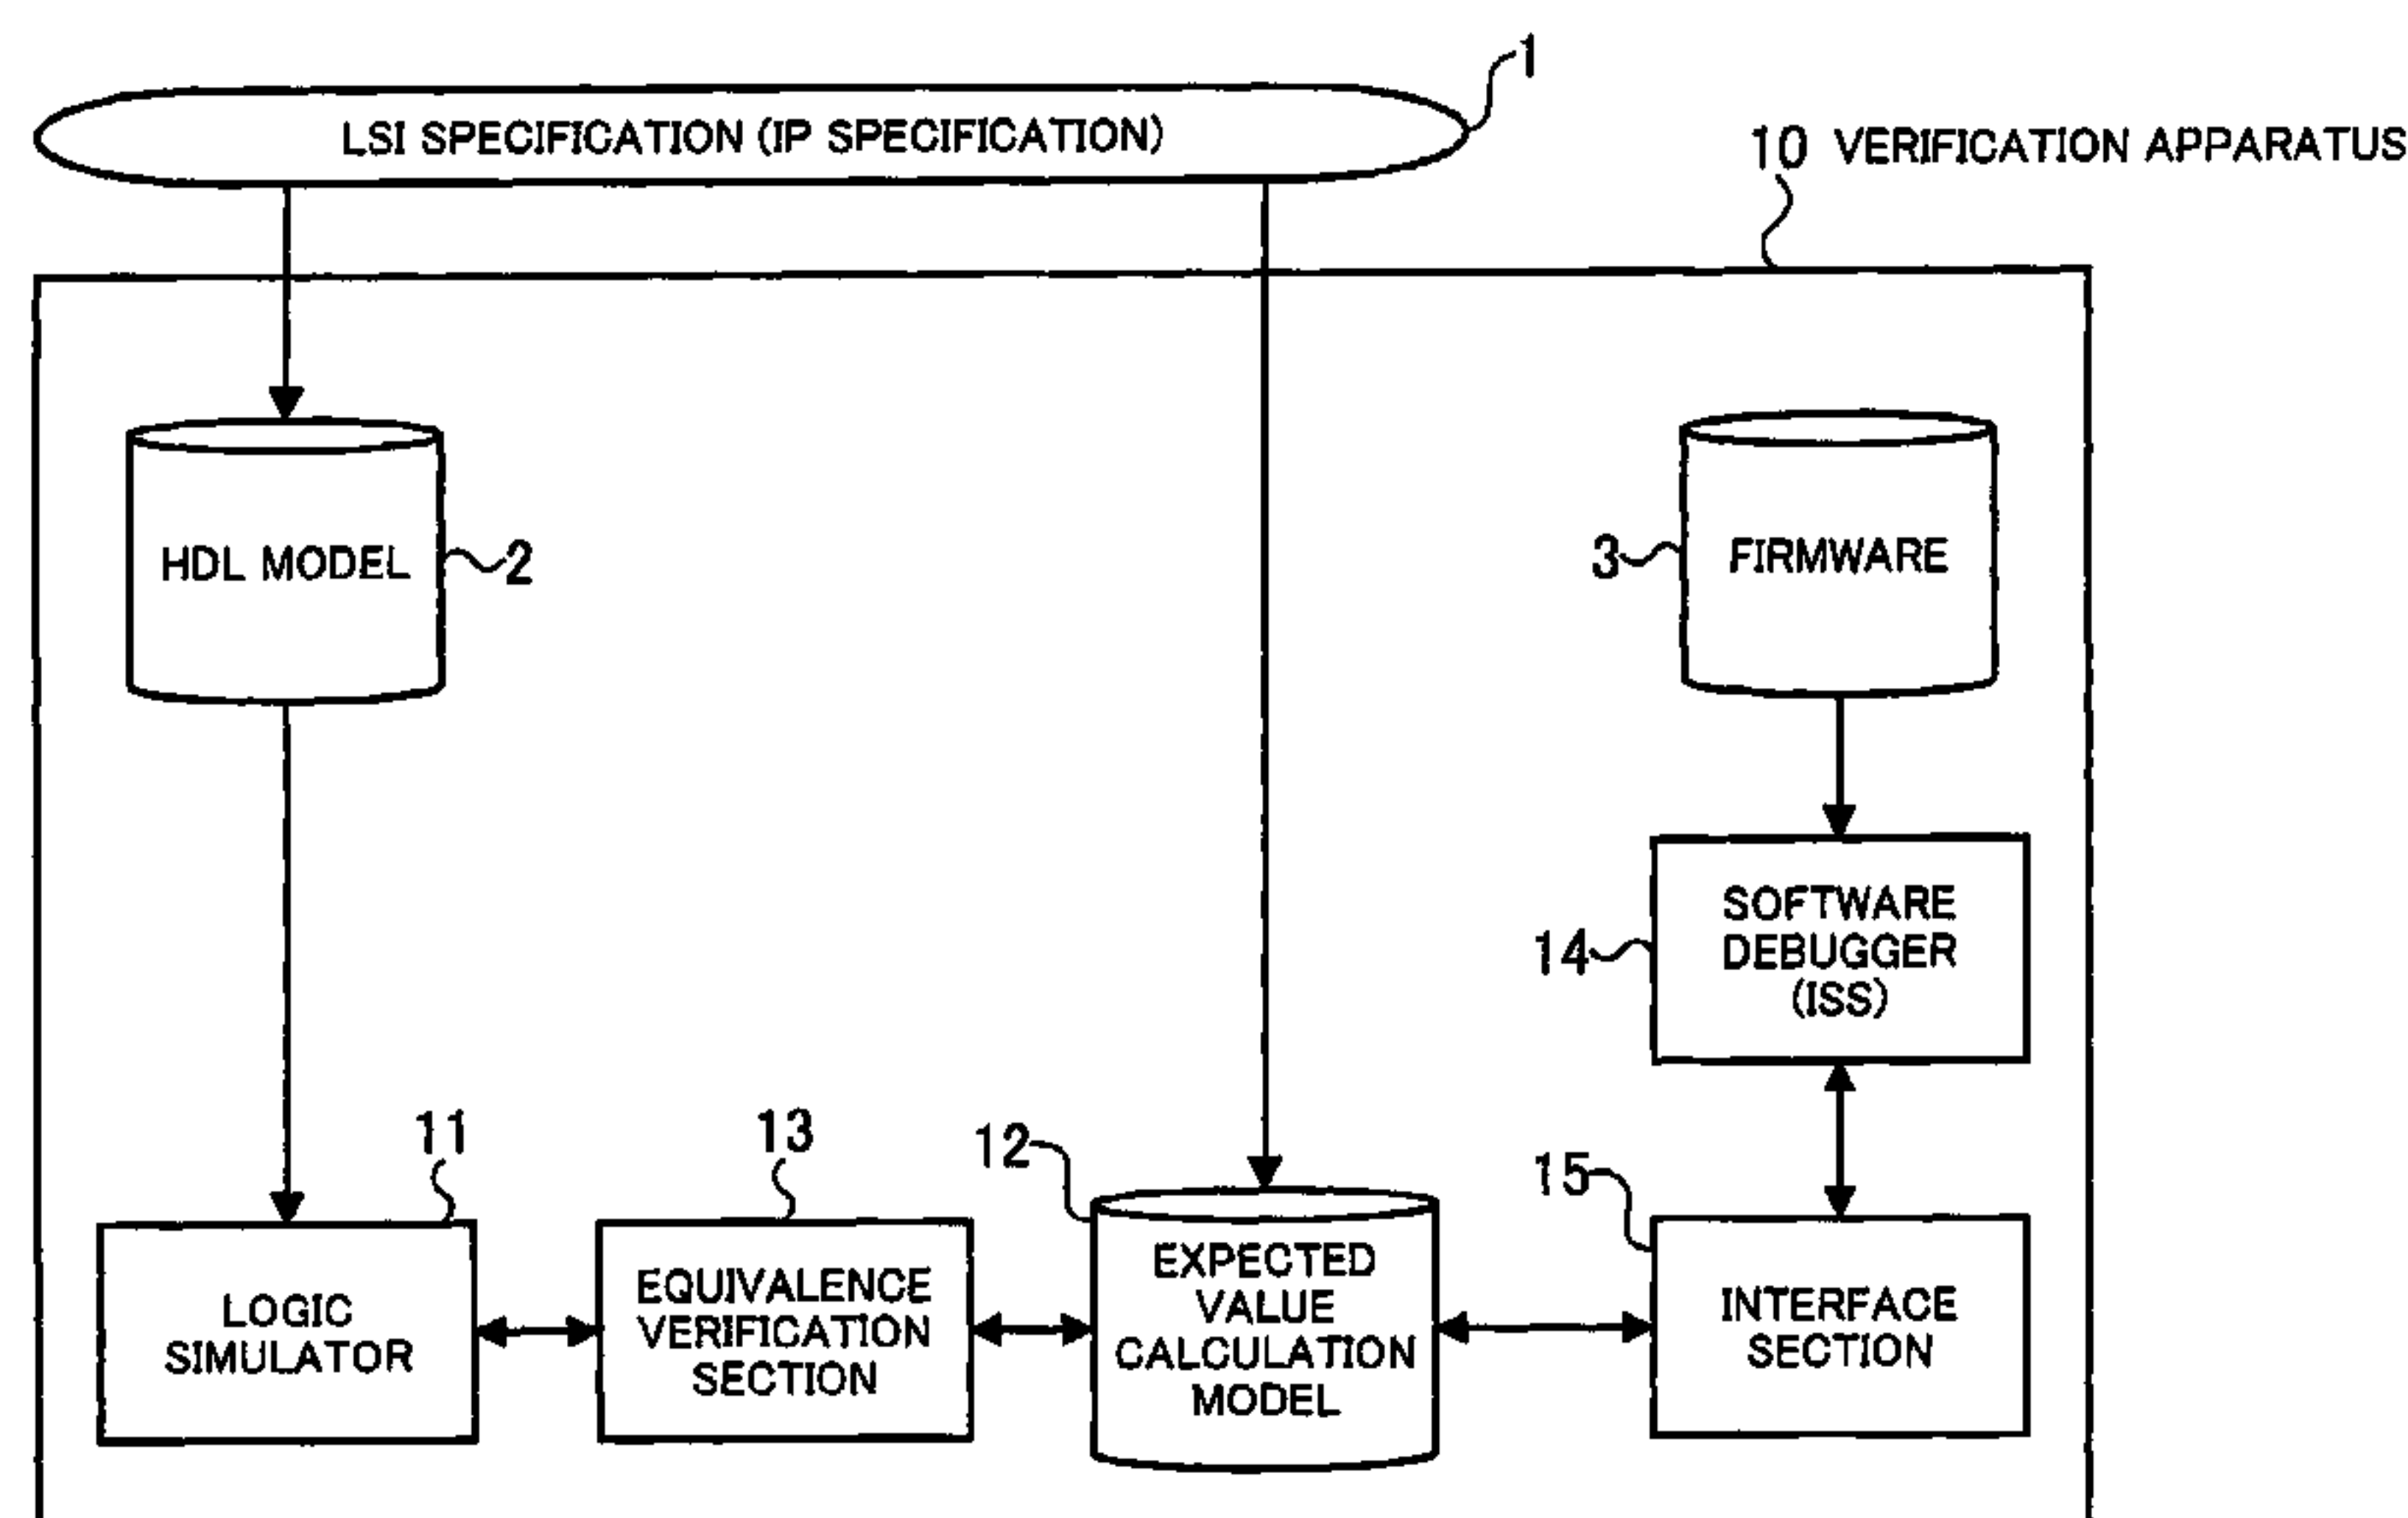 1
LSI SPECIFICATION (IP SPECIFICATION)
10 VERIFICATION APPARATUS
HDL MODEL
2
3
FIRMWARE
14
SOFTWARE
DEBUGGER
(ISS)
11
LOGIC
SIMULATOR
13
EQUIVALENCE
VERIFICATION
SECTION
12
EXPECTED
VALUE
CALCULATION
MODEL
15
INTERFACE
SECTION